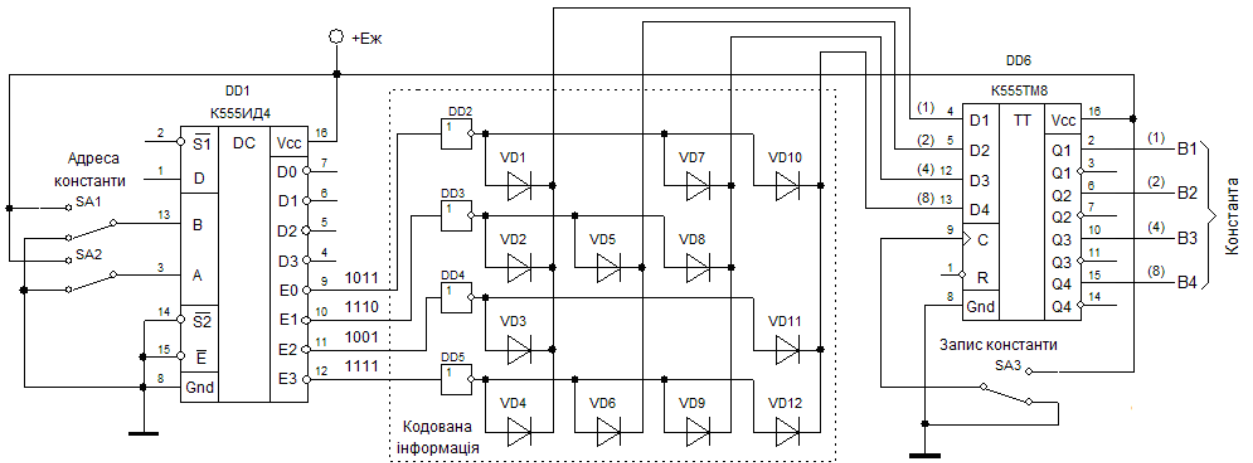 +Eж
DD1
К555ИД4
2
S1
DC
Vcc
16
1
D
D0
7
D1
6
D2
5
D3
4
Адреса
константи
SA1
13
B
SA2
3
A
E0
9
1011
E1
10
1110
E2
11
1001
E3
12
1111
14
S2
15
E
8
Gnd
DD2
1
VD1
VD7
VD10
DD3
1
VD2
VD5
VD8
DD4
1
VD3
VD11
DD5
1
VD4
VD6
VD9
VD12
Кодована
інформація
DD6
К555ТМ8
(1)
4
D1
TT
Vcc
16
(2)
5
D2
Q1
2
(1)
B1
Q1
3
(4)
12
D3
Q2
6
(2)
B2
(8)
13
D4
Q2
7
9
C
Q3
10
(4)
B3
Q3
11
1
R
Q4
15
(8)
B4
8
Gnd
Q4
14
Константа
Запис константи
SA3